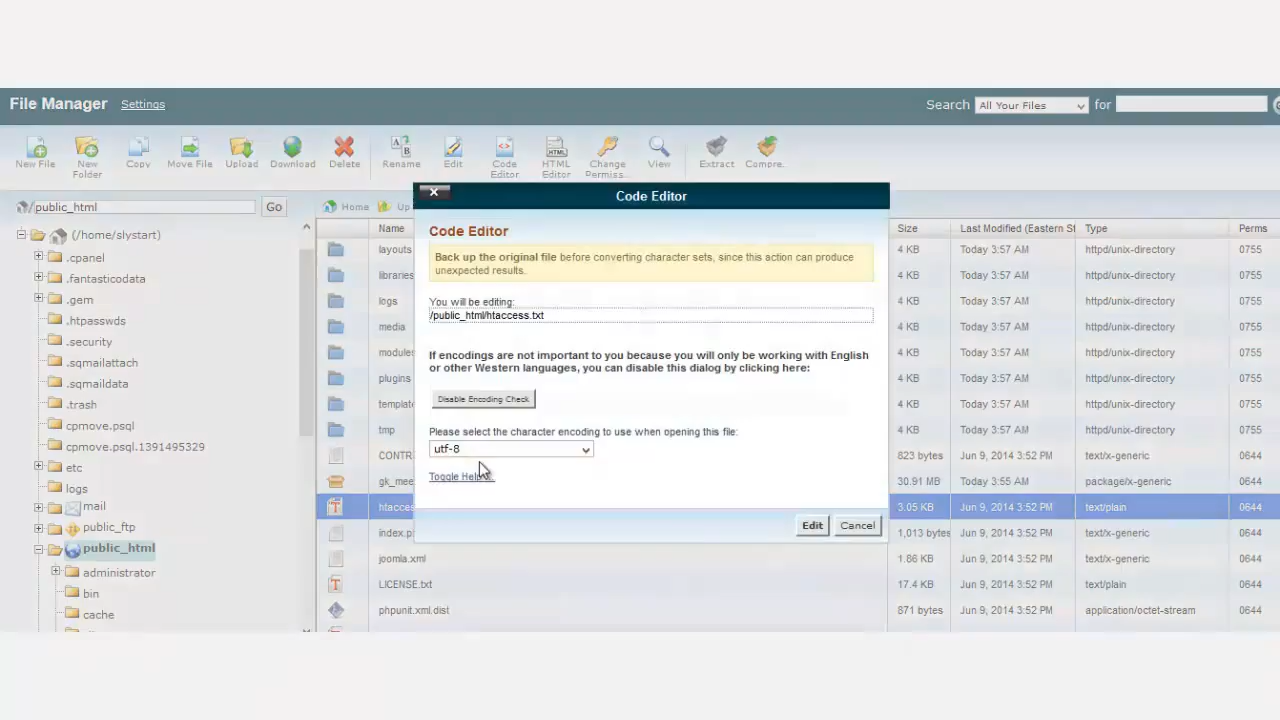 File Manager Settings
Search All Your Files for
New File
New Folder
Copy
Move File
Upload
Download
Delete
Rename
Edit
Code Editor
HTML Editor
Change Permiss...
View
Extract
Compre..
/public_html Go
Home Up
(/home/slystart)
.cpanel
.fantasticodata
.gem
.htpasswds
.security
.sqmailattach
.sqmaildata
.trash
cpmove.psql
cpmove.psql.1391495329
etc
logs
mail
public_ftp
public_html
administrator
bin
cache
Code Editor
Code Editor
Back up the original file before converting character sets, since this action can produce
unexpected results.
You will be editing:
/public_html/htaccess.txt
If encodings are not important to you because you will only be working with English
or other Western languages, you can disable this dialog by clicking here:
Disable Encoding Check
Please select the character encoding to use when opening this file:
utf-8
Toggle Help
Edit Cancel
Name Size Last Modified (Eastern St Type Perms
layouts 4 KB Today 3:57 AM httpd/unix-directory 0755
libraries 4 KB Today 3:57 AM httpd/unix-directory 0755
logs 4 KB Today 3:57 AM httpd/unix-directory 0755
media 4 KB Today 3:57 AM httpd/unix-directory 0755
modules 4 KB Today 3:57 AM httpd/unix-directory 0755
plugins 4 KB Today 3:57 AM httpd/unix-directory 0755
templat 4 KB Today 3:57 AM httpd/unix-directory 0755
tmp 4 KB Today 3:57 AM httpd/unix-directory 0755
CONTR 823 bytes Jun 9, 2014 3:52 PM text/x-generic 0644
gk_mee 30.91 MB Today 3:55 AM package/x-generic 0644
htacces 3.05 KB Jun 9, 2014 3:52 PM text/plain 0644
index.p 1,013 bytes Jun 9, 2014 3:52 PM text/x-generic 0644
joomla.xml 1.86 KB Jun 9, 2014 3:52 PM text/x-generic 0644
LICENSE.txt 17.4 KB Jun 9, 2014 3:52 PM text/plain 0644
phpunit.xml.dist 871 bytes Jun 9, 2014 3:52 PM application/octet-stream 0644